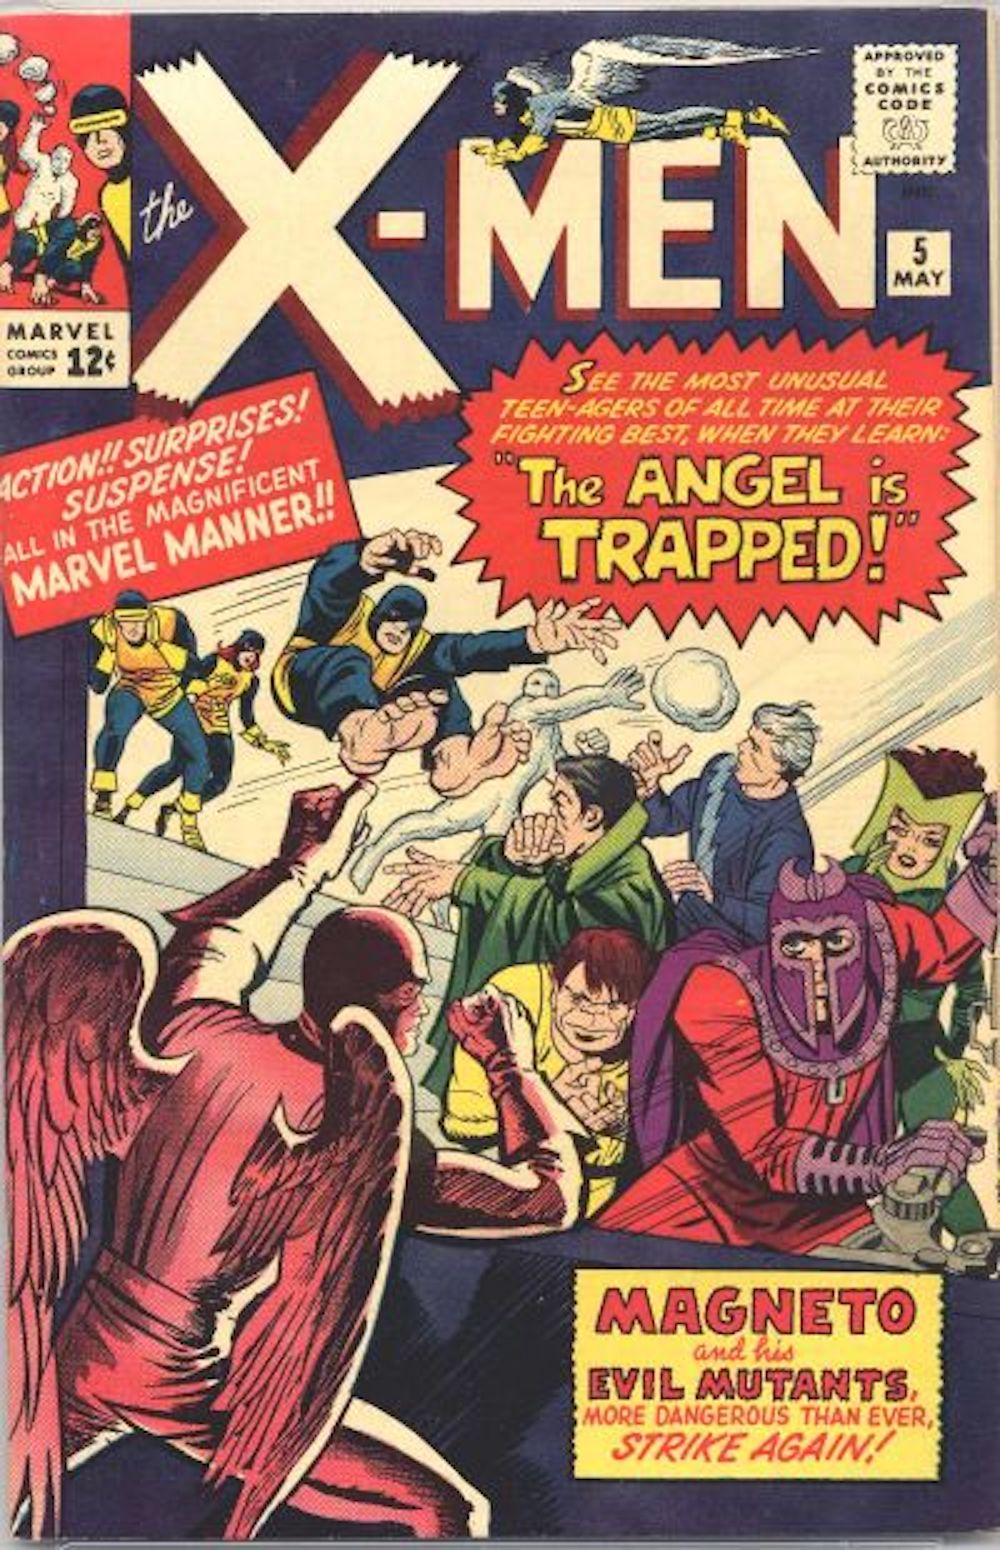 the
X-MEN
APPROVED
BY THE
COMICS
CODE
AUTHORITY
5
MAY
MARVEL
COMICS
GROUP
12¢
ACTION!! SURPRISES!
SUSPENSE!
ALL IN THE MAGNIFICENT
MARVEL MANNER!!
SEE THE MOST UNUSUAL
TEEN-AGERS OF ALL TIME AT THEIR
FIGHTING BEST, WHEN THEY LEARN:
"The ANGEL is
TRAPPED!"
MAGNETO
and his
EVIL MUTANTS,
MORE DANGEROUS THAN EVER,
STRIKE AGAIN!